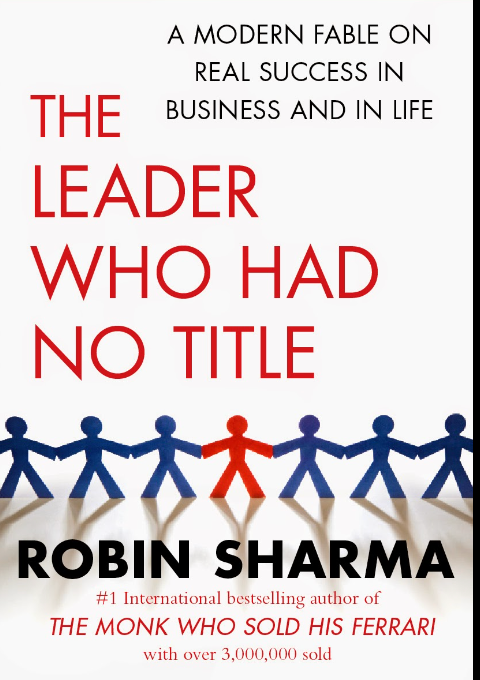 A MODERN FABLE ON
REAL SUCCESS IN
BUSINESS AND IN LIFE
THE
LEADER
WHO HAD
NO TITLE
ROBIN SHARMA
#1 International bestselling author of
THE MONK WHO SOLD HIS FERRARI
with over 3,000,000 sold